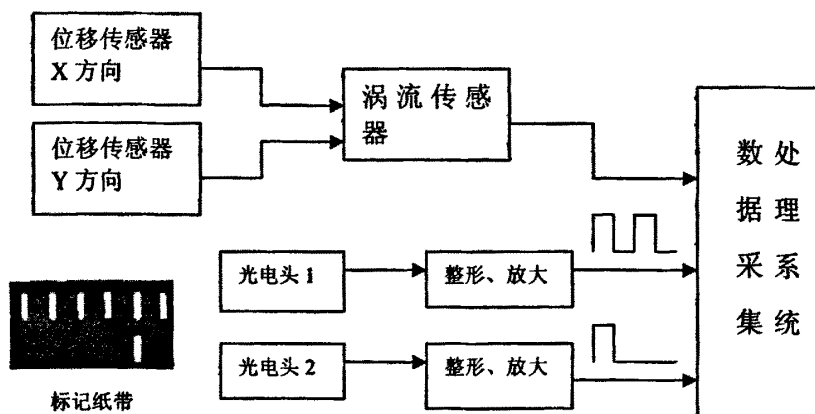 位移传感器
X 方向
涡流传感
器
位移传感器
Y 方向
数处
据理
采系
集统
光电头 1
整形、放大
光电头 2
整形、放大
标记纸带